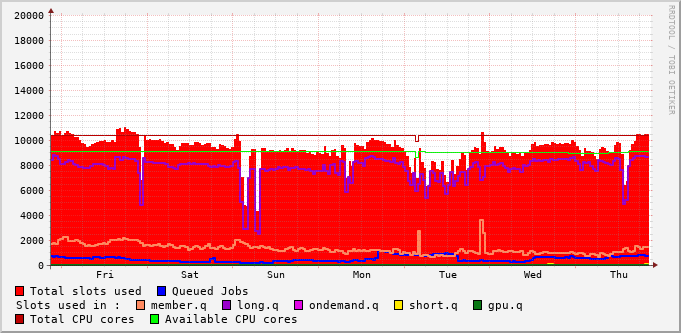 20000
18000
16000
14000
12000
10000
8000
6000
4000
2000
0
Fri Sat Sun Mon Tue Wed Thu
Total slots used Queued Jobs
Slots used in : member.q long.q ondemand.q short.q gpu.q
Total CPU cores Available CPU cores
RRDTOOL / TOBI OETIKER